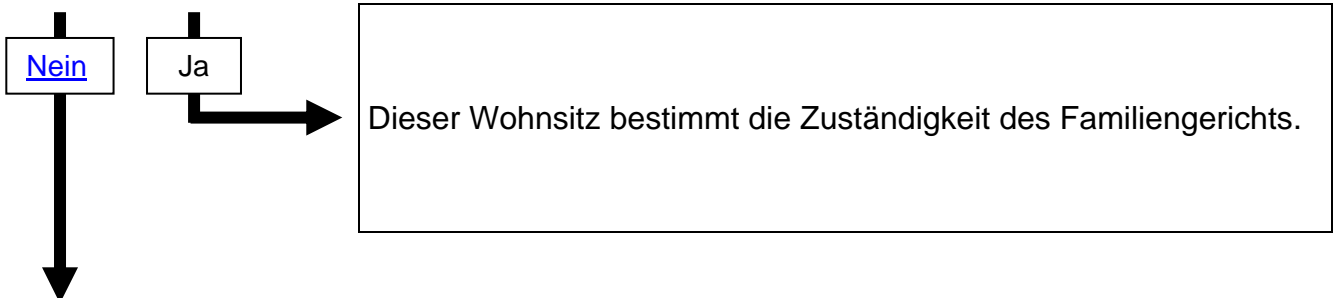 Nein
Ja
Dieser Wohnsitz bestimmt die Zuständigkeit des Familiengerichts.